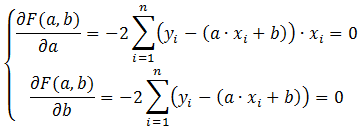 ∂F(a,b)/∂a = −2 ∑_{i=1}^{n} (y_i − (a · x_i + b)) · x_i = 0
∂F(a,b)/∂b = −2 ∑_{i=1}^{n} (y_i − (a · x_i + b)) = 0